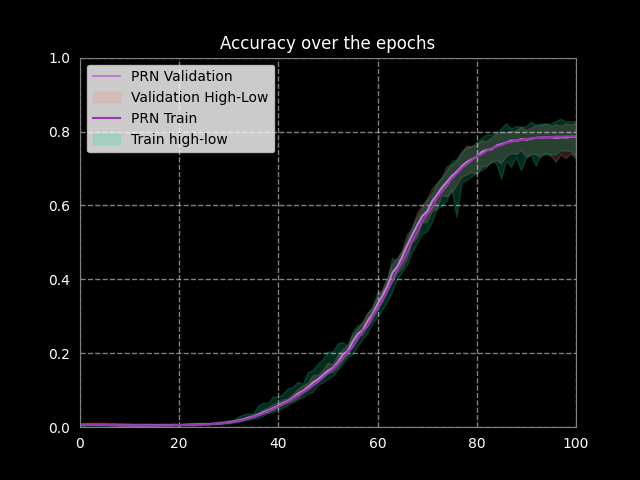 Accuracy over the epochs
1.0
0.8
0.6
0.4
0.2
0.0
PRN Validation
Validation High-Low
PRN Train
Train high-low
0 20 40 60 80 100